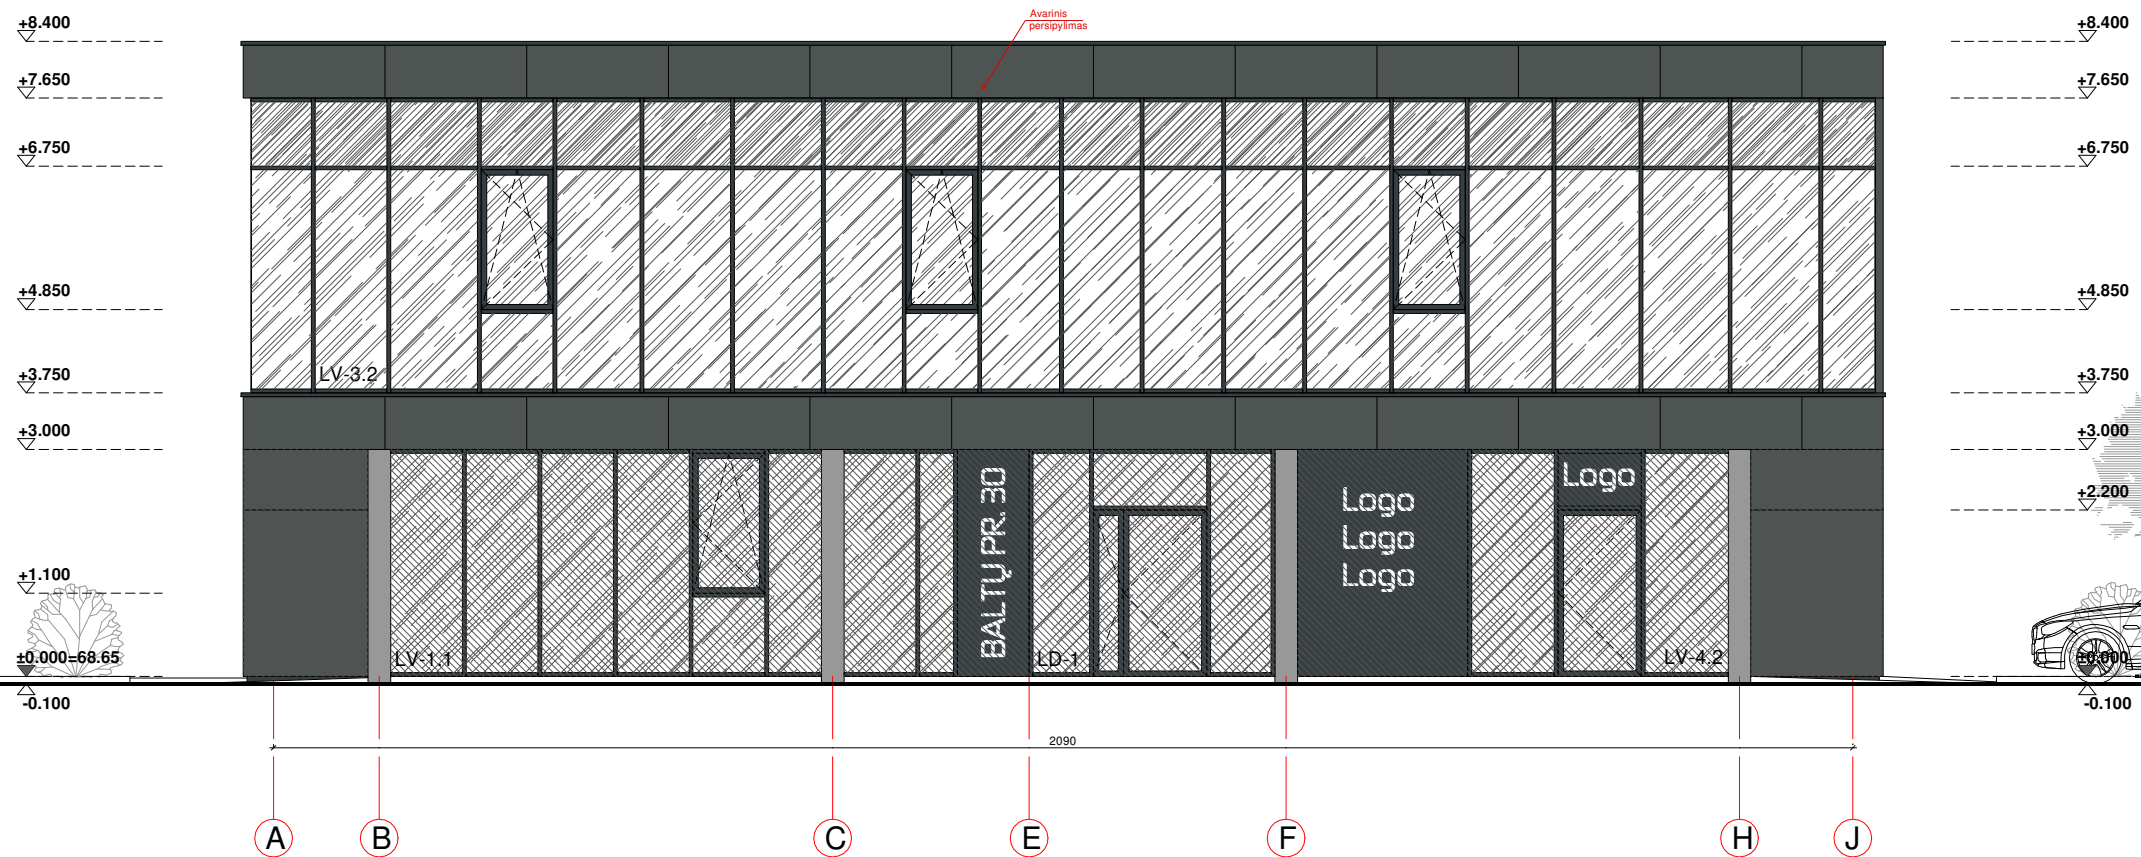 Avarinis
persipylimas
+8.400
+8.400
+7.650
+7.650
+6.750
+6.750
+4.850
+4.850
LV-3.2
+3.750
+3.750
+3.000
+3.000
Logo
+2.200
BALTŲ PR. 30
Logo
Logo
Logo
+1.100
±0.000=68.65
LV-1.1
LD-1
LV-4.2
±0.000
-0.100
-0.100
2090
A
B
C
E
F
H
J